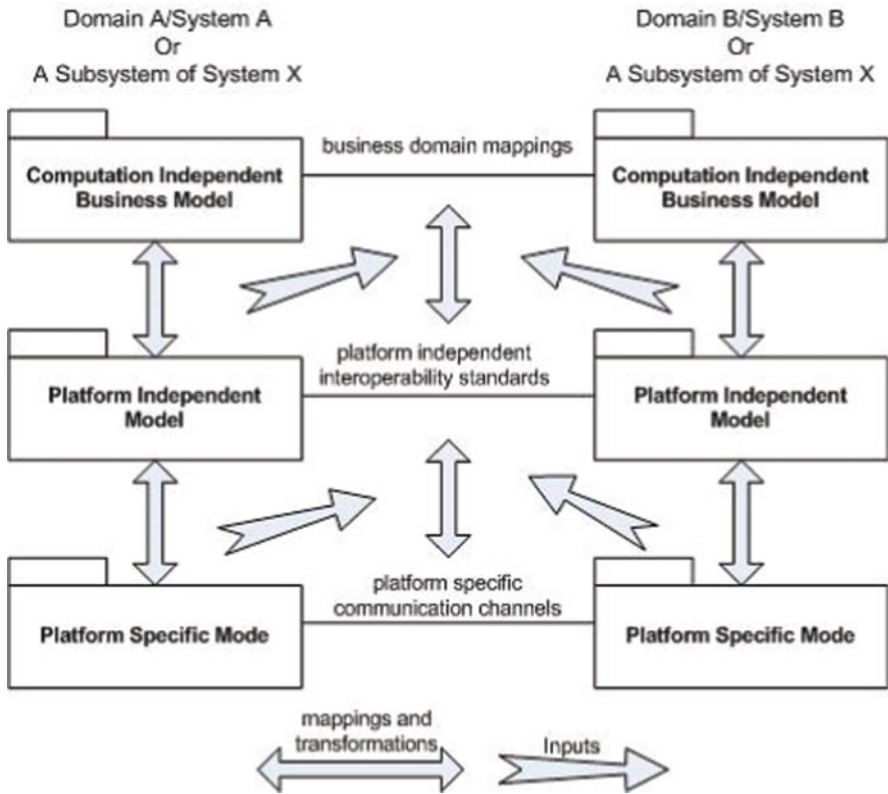 Domain A/System A
Or
A Subsystem of System X
Domain B/System B
Or
A Subsystem of System X
Computation Independent
Business Model
business domain mappings
Computation Independent
Business Model
Platform Independent
Model
platform independent
interoperability standards
Platform Independent
Model
Platform Specific Mode
platform specific
communication channels
Platform Specific Mode
mappings and
transformations
Inputs